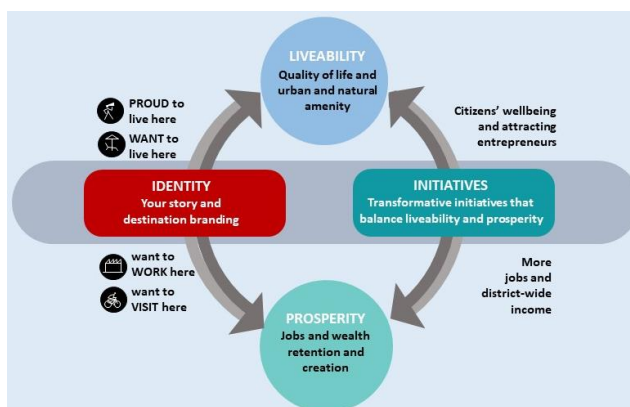 LIVEABILITY
Quality of life and
urban and natural
amenity
PROUD to
live here
WANT to
live here
Citizens’ wellbeing
and attracting
entrepreneurs
IDENTITY
Your story and
destination branding
INITIATIVES
Transformative initiatives that
balance liveability and prosperity
want to
WORK here
want to
VISIT here
More
jobs and
district-wide
income
PROSPERITY
Jobs and wealth
retention and
creation